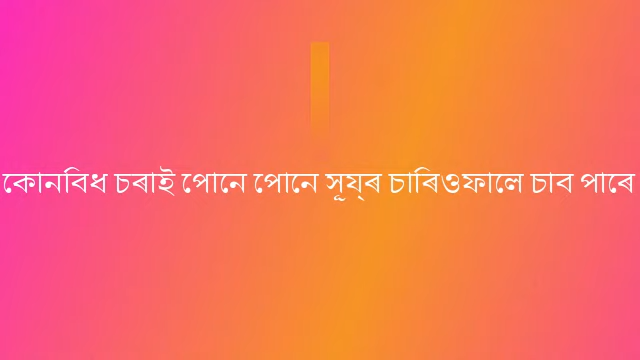 কোনবিধ চৰাই পোনে পোনে সূয্ৰ চাৰিওফালে চাব পাৰে